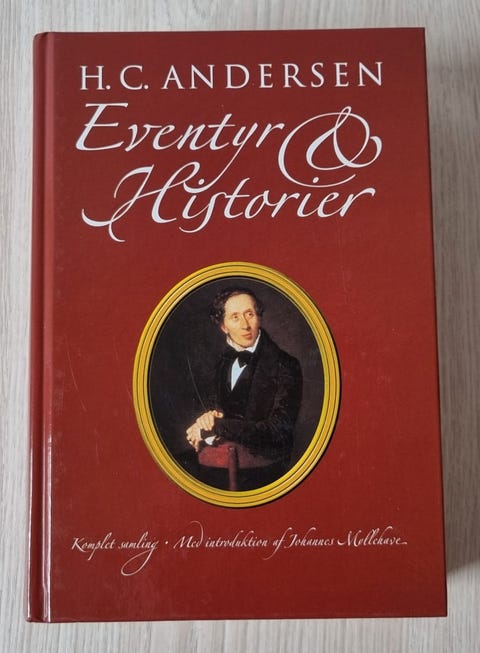 H. C. ANDERSEN
Eventyr &
Historier
Komplet samling • Med introduktion af Johannes Møllehave